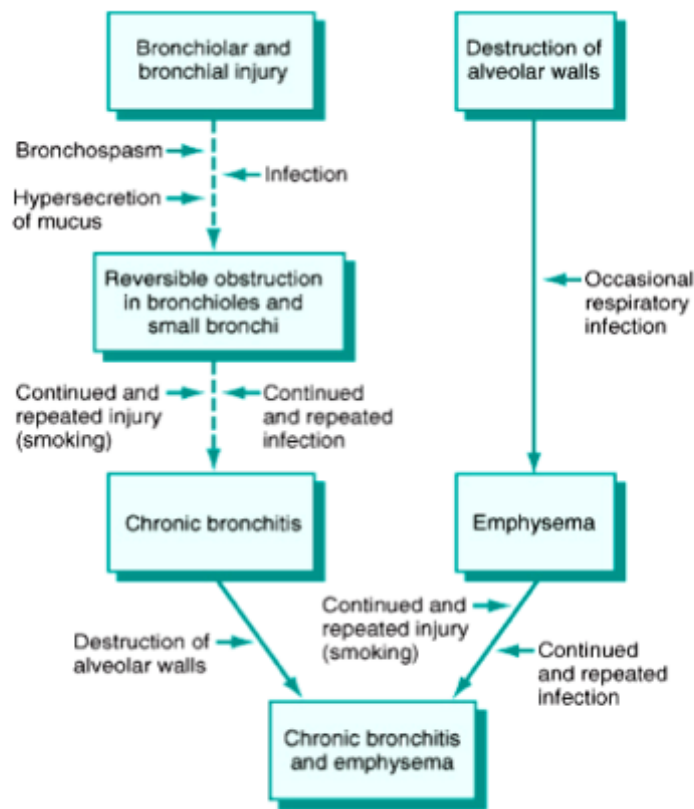 Bronchiolar and
bronchial injury
Destruction of
alveolar walls
Bronchospasm
Infection
Hypersecretion
of mucus
Reversible obstruction
in bronchioles and
small bronchi
Occasional
respiratory
infection
Continued and
repeated injury
(smoking)
Continued
and repeated
infection
Chronic bronchitis
Emphysema
Destruction of
alveolar walls
Continued and
repeated injury
(smoking)
Continued
and repeated
infection
Chronic bronchitis
and emphysema